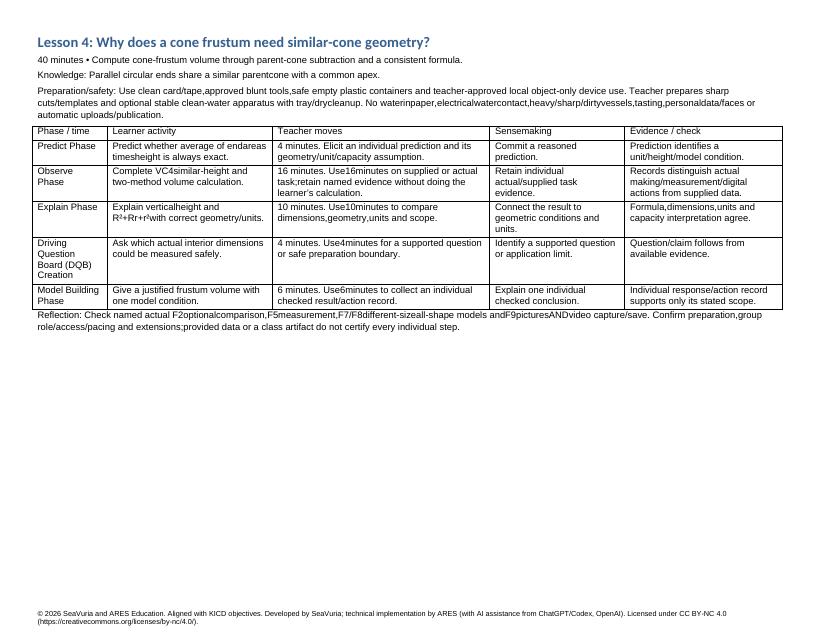 Lesson 4: Why does a cone frustum need similar-cone geometry?
40 minutes • Compute cone-frustum volume through parent-cone subtraction and a consistent formula.
Knowledge: Parallel circular ends share a similar parentcone with a common apex.
Preparation/safety: Use clean card/tape,approved blunt tools,safe empty plastic containers and teacher-approved local object-only device use. Teacher prepares sharp
cuts/templates and optional stable clean-water apparatus with tray/drycleanup. No waterinpaper,electricalwatercontact,heavy/sharp/dirtyvessels,tasting,personaldata/faces or
automatic uploads/publication.
Phase / time
Learner activity
Teacher moves
Sensemaking
Evidence / check
Predict Phase
Predict whether average of endareas
timesheight is always exact.
4 minutes. Elicit an individual prediction and its
geometry/unit/capacity assumption.
Commit a reasoned
prediction.
Prediction identifies a
unit/height/model condition.
Observe
Phase
Complete VC4similar-height and
two-method volume calculation.
16 minutes. Use16minutes on supplied or actual
task;retain named evidence without doing the
learner's calculation.
Retain individual
actual/supplied task
evidence.
Records distinguish actual
making/measurement/digital
actions from supplied data.
Explain Phase
Explain verticalheight and
R²+Rr+r²with correct geometry/units.
10 minutes. Use10minutes to compare
dimensions,geometry,units and scope.
Connect the result to
geometric conditions and
units.
Formula,dimensions,units and
capacity interpretation agree.
Driving
Question
Board (DQB)
Creation
Ask which actual interior dimensions
could be measured safely.
4 minutes. Use4minutes for a supported question
or safe preparation boundary.
Identify a supported question
or application limit.
Question/claim follows from
available evidence.
Model Building
Phase
Give a justified frustum volume with
one model condition.
6 minutes. Use6minutes to collect an individual
checked result/action record.
Explain one individual
checked conclusion.
Individual response/action record
supports only its stated scope.
Reflection: Check named actual F2optionalcomparison,F5measurement,F7/F8different-sizeall-shape models andF9picturesANDvideo capture/save. Confirm preparation,group
role/access/pacing and extensions;provided data or a class artifact do not certify every individual step.
© 2026 SeaVuria and ARES Education. Aligned with KICD objectives. Developed by SeaVuria; technical implementation by ARES (with AI assistance from ChatGPT/Codex, OpenAI). Licensed under CC BY-NC 4.0
(https://creativecommons.org/licenses/by-nc/4.0/).